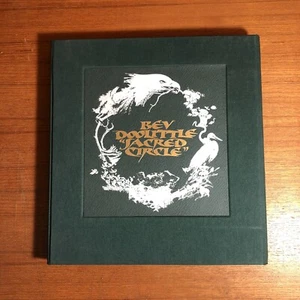 BEV
DOOLITTLE
"SACRED
CIRCLE"